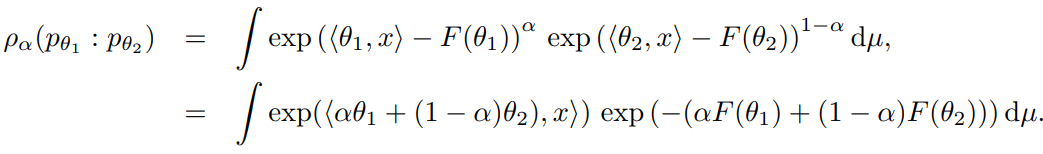 ρ_α(p_{θ_1} : p_{θ_2}) = ∫ exp (⟨θ_1, x⟩ − F(θ_1))^α exp (⟨θ_2, x⟩ − F(θ_2))^{1−α} dμ,
= ∫ exp(⟨αθ_1 + (1 − α)θ_2), x⟩) exp (−(αF(θ_1) + (1 − α)F(θ_2))) dμ.